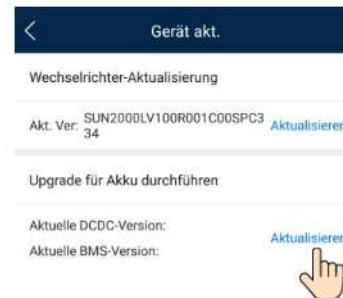 Gerät akt.
Wechselrichter-Aktualisierung
Akt. Ver: SUN2000LV100R001C00SPC3
34
Aktualisieren
Upgrade für Akku durchführen
Aktuelle DCDC-Version:
Aktualisieren
Aktuelle BMS-Version: